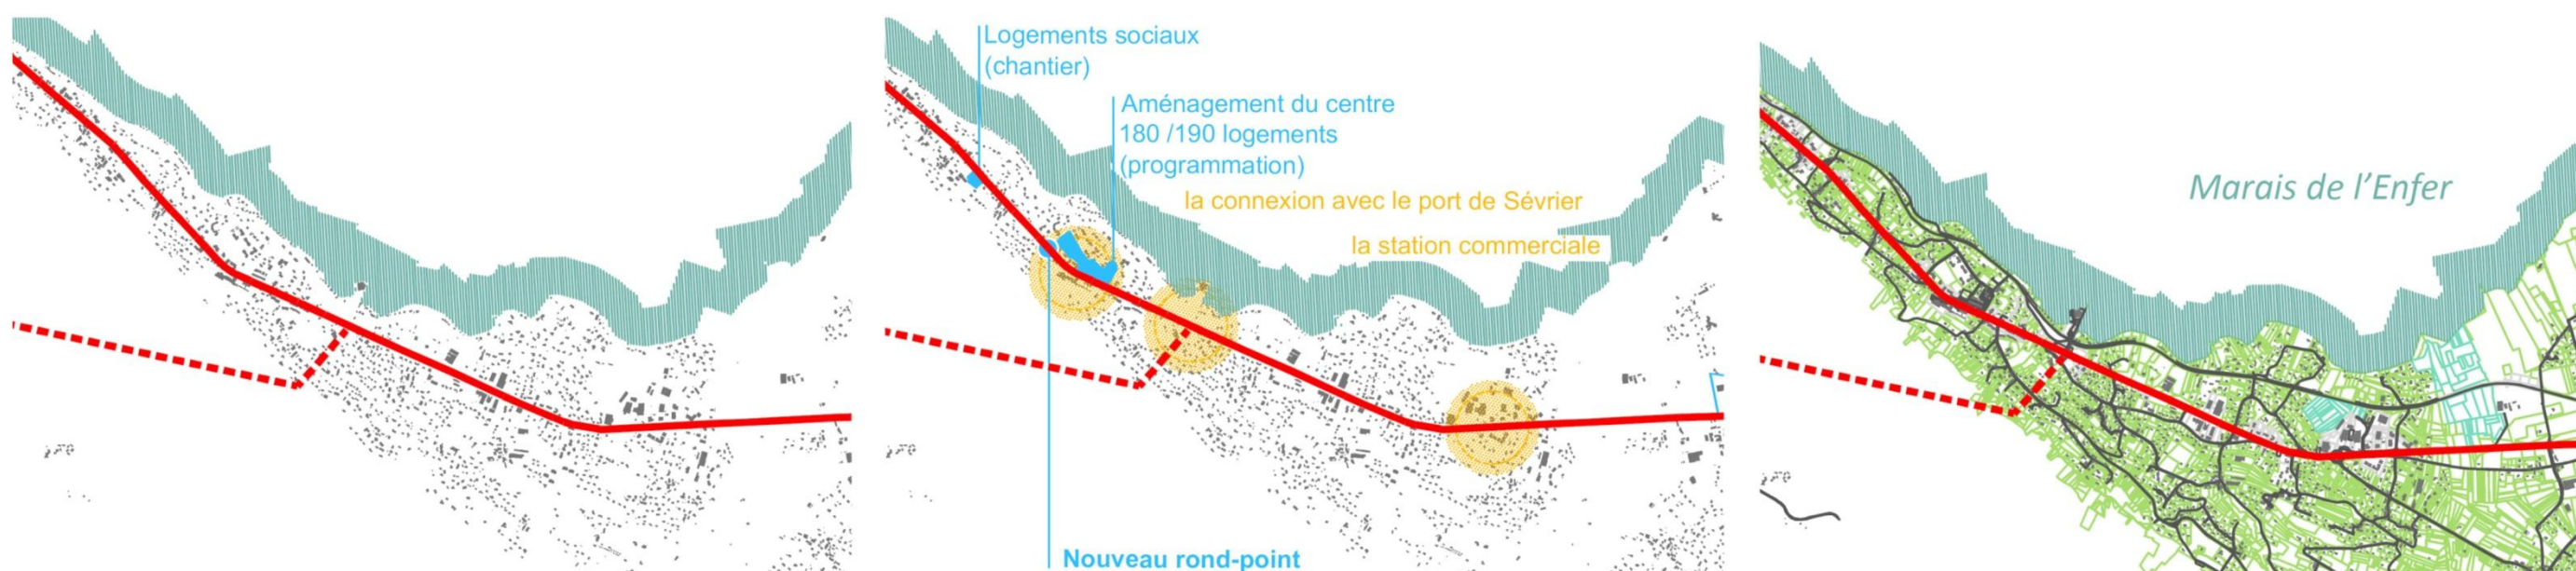 Logements sociaux
(chantier)
Aménagement du centre
180 /190 logements
(programmation)
la connexion avec le port de Sévrier
la station commerciale
Nouveau rond-point
Marais de l'Enfer